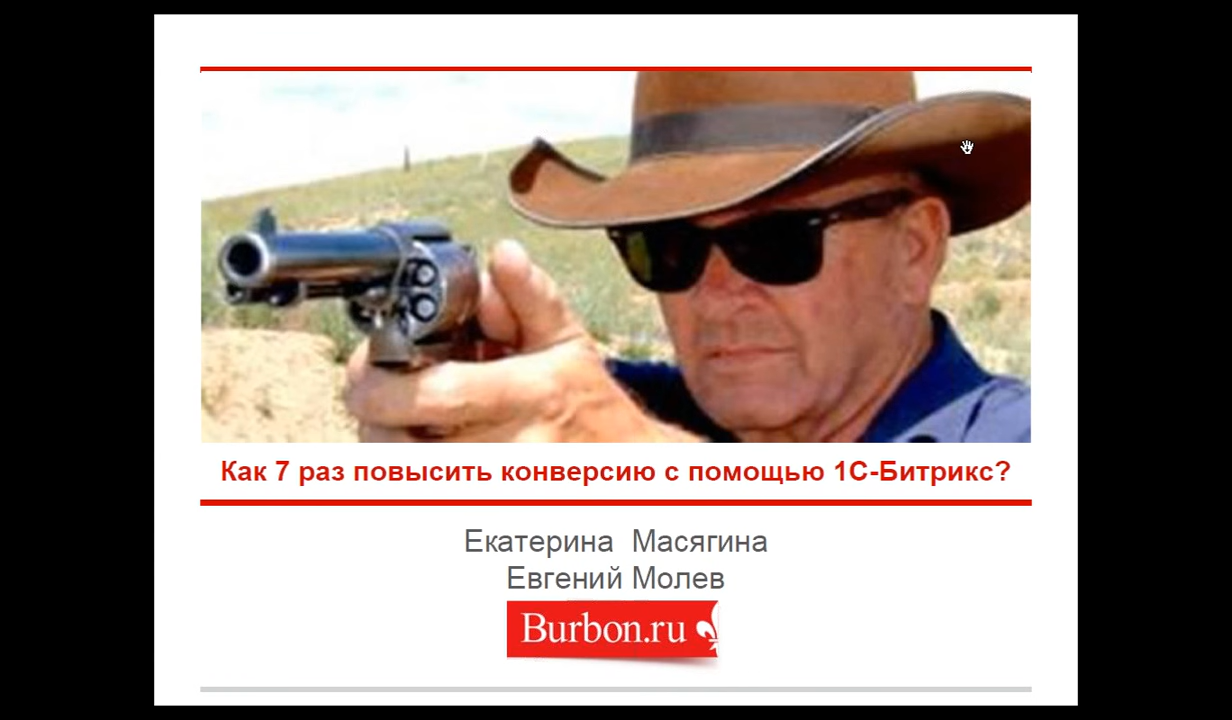 Как 7 раз повысить конверсию с помощью 1С-Битрикс?
Екатерина Масягина
Евгений Молев
Burbon.ru